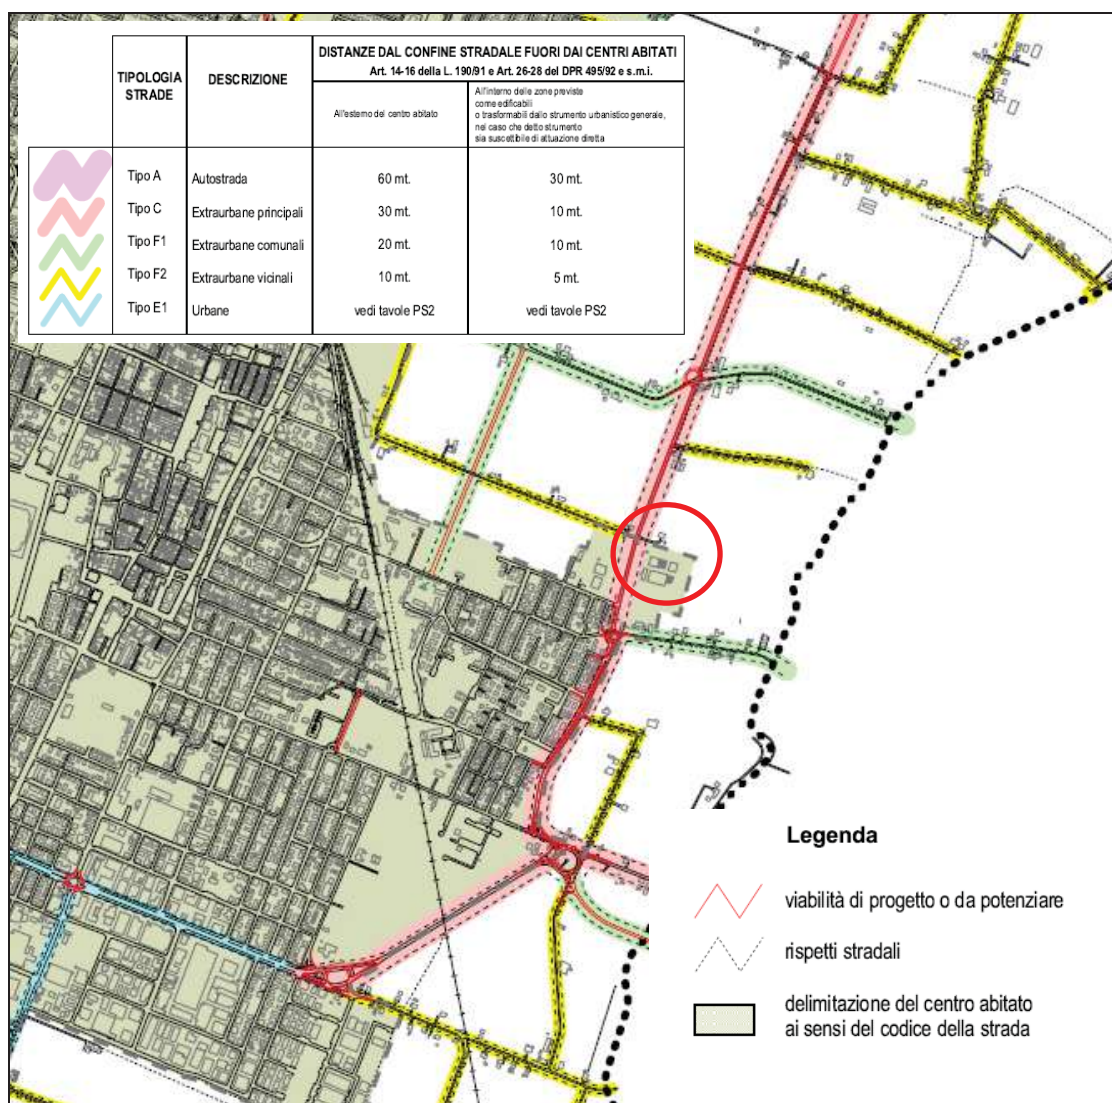 TIPOLOGIA
STRADE
DESCRIZIONE
DISTANZE DAL CONFINE STRADALE FUORI DAI CENTRI ABITATI
Art. 14-16 della L. 190/91 e Art. 26-28 del DPR 495/92 e s.m.i.
All'esterno del centro abitato
All'interno delle zone previste
come edificabili
o trasformabili dallo strumento urbanistico generale,
nel caso che detto strumento
sia suscettibile di attuazione diretta
Tipo A Autostrada 60 mt. 30 mt.
Tipo C Extraurbane principali 30 mt. 10 mt.
Tipo F1 Extraurbane comunali 20 mt. 10 mt.
Tipo F2 Extraurbane vicinali 10 mt. 5 mt.
Tipo E1 Urbane vedi tavole PS2 vedi tavole PS2
Legenda
viabilità di progetto o da potenziare
rispetti stradali
delimitazione del centro abitato
ai sensi del codice della strada